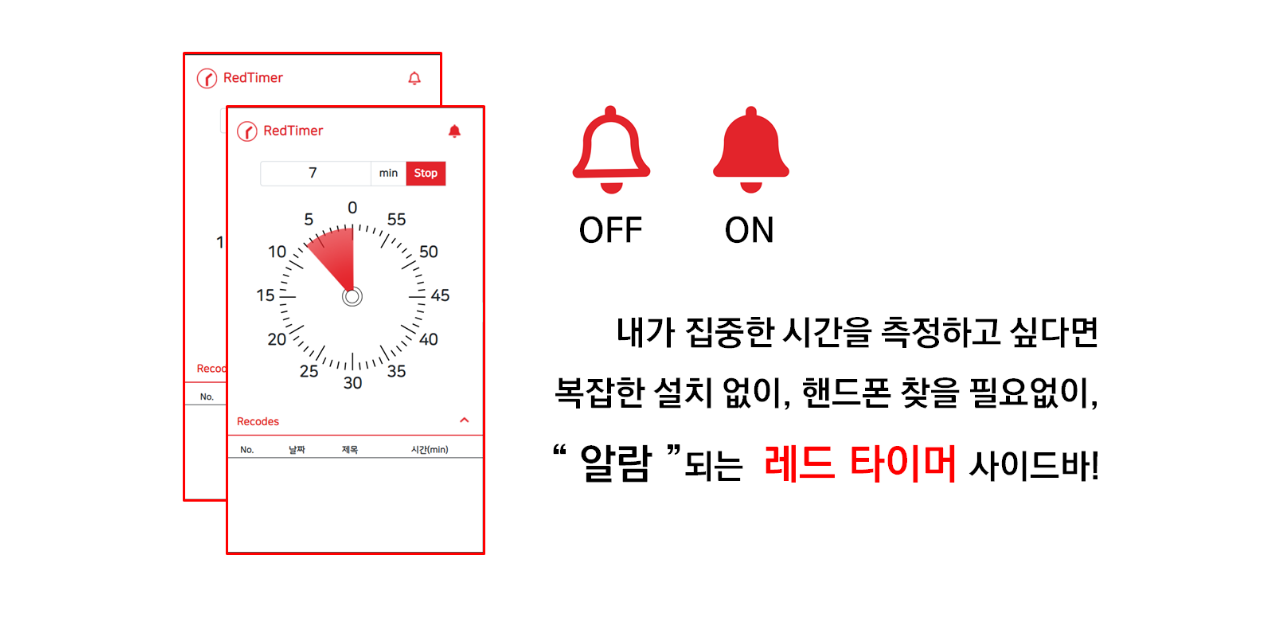 RedTimer
RedTimer
7 min Stop
0
5 55
10 50
1
15 45
20 40
25 35
30
Recod
No.
Recodes
No. 날짜 제목 시간(min)
OFF ON
내가 집중한 시간을 측정하고 싶다면
복잡한 설치 없이, 핸드폰 찾을 필요없이,
“ 알람 ”되는 레드 타이머 사이드바!